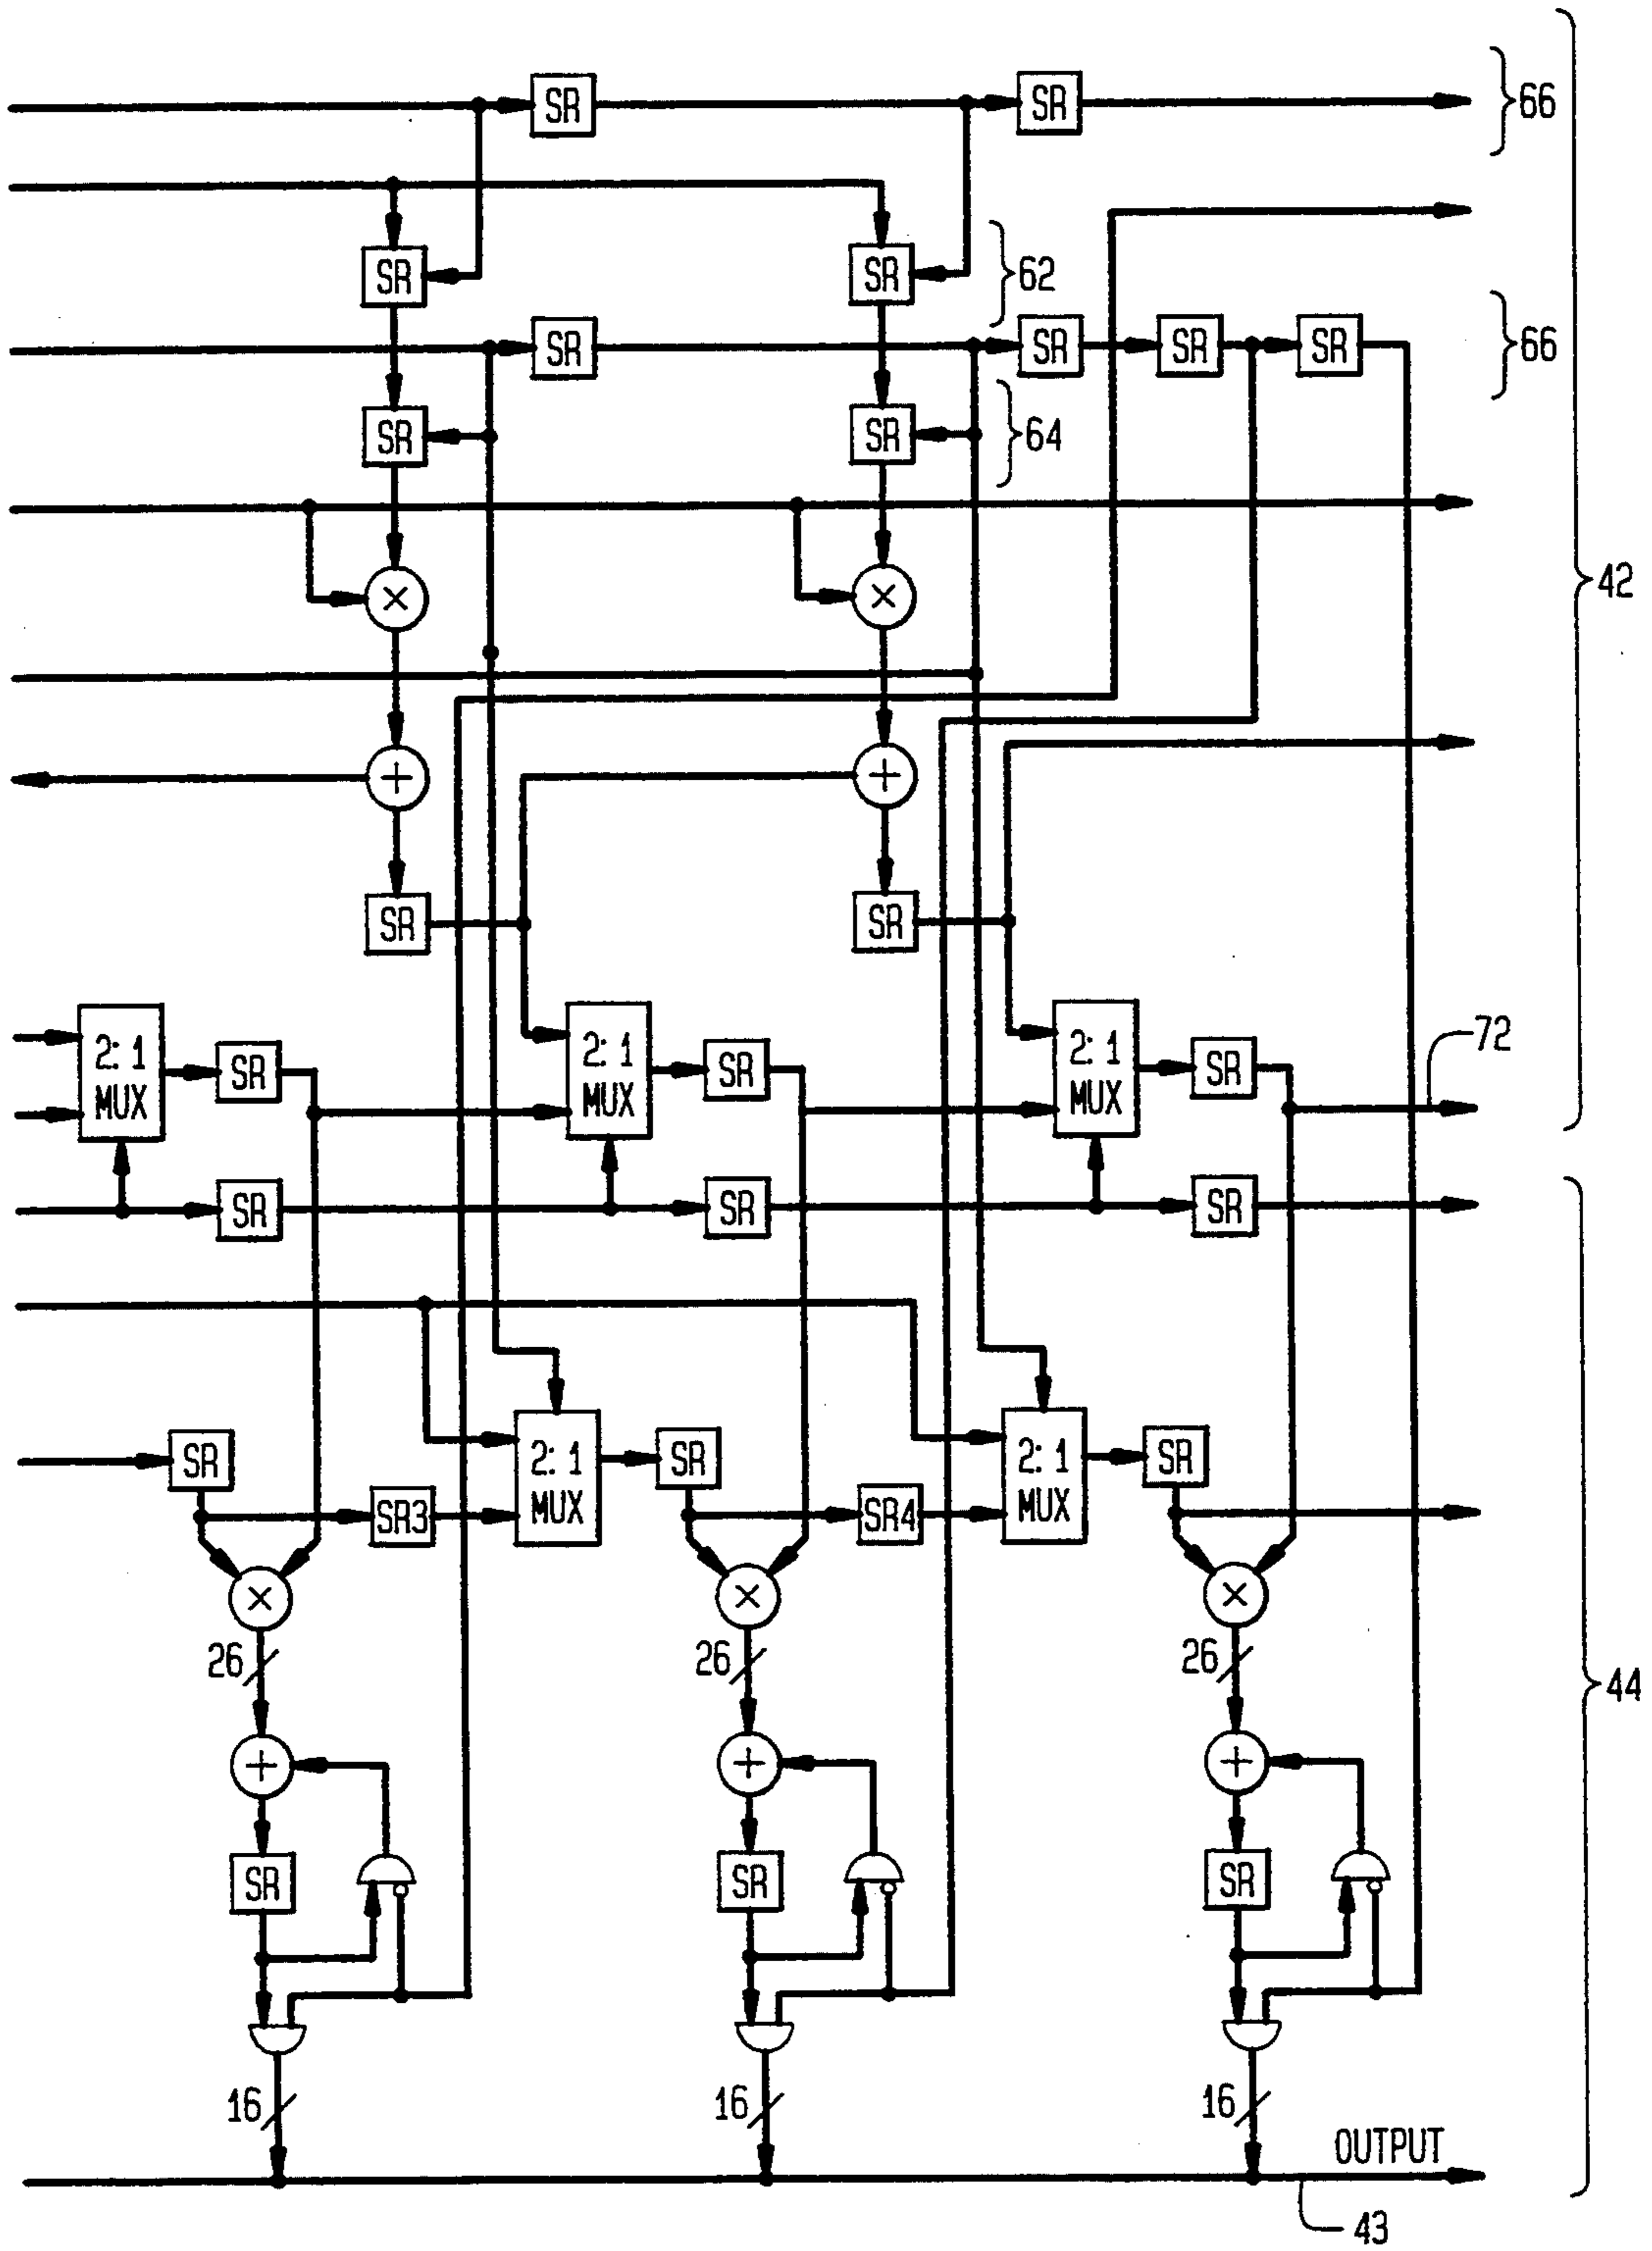 SR SR 66
SR SR 62
SR SR SR SR 66
SR SR 64
×  ×
42
+ +
SR SR
2: 1 MUX SR 2: 1 MUX SR 2: 1 MUX SR 72
SR SR SR
SR 2: 1 MUX SR 2: 1 MUX SR
SR3 SR4
× × ×
26 26 26
44
+ + +
SR SR SR
16 16 16
OUTPUT
43